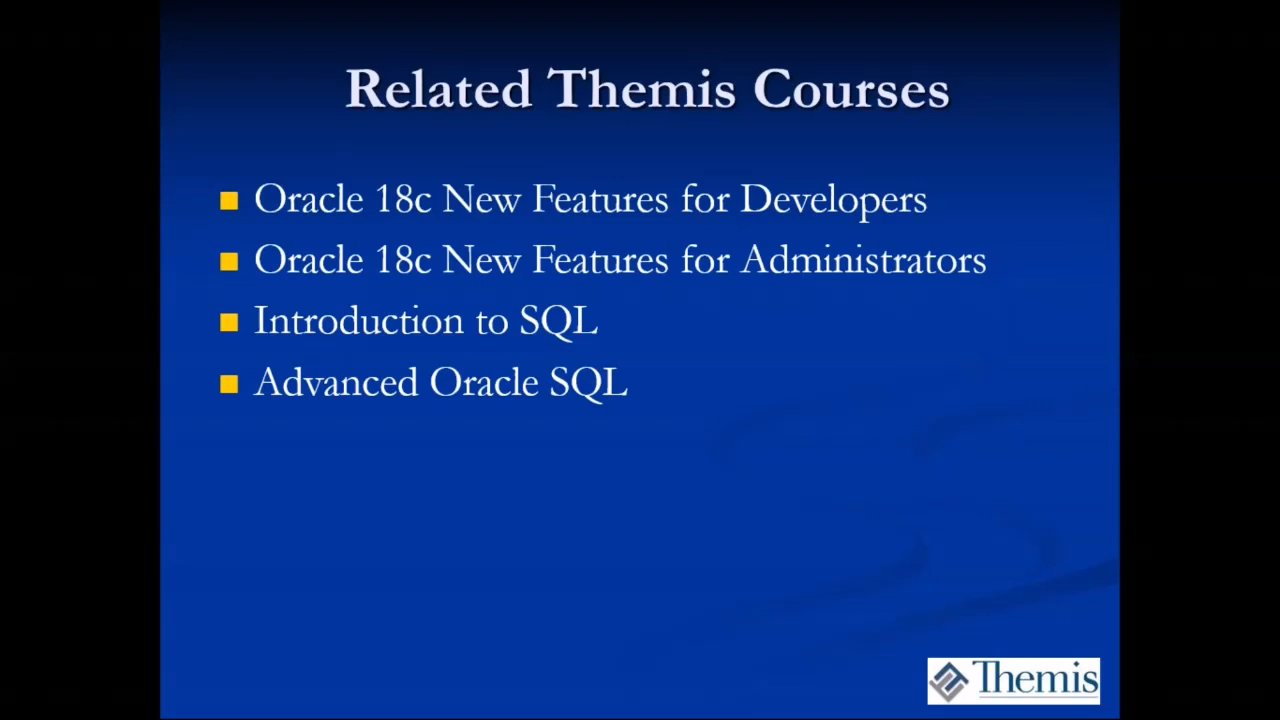 Related Themis Courses
Oracle 18c New Features for Developers
Oracle 18c New Features for Administrators
Introduction to SQL
Advanced Oracle SQL
Themis